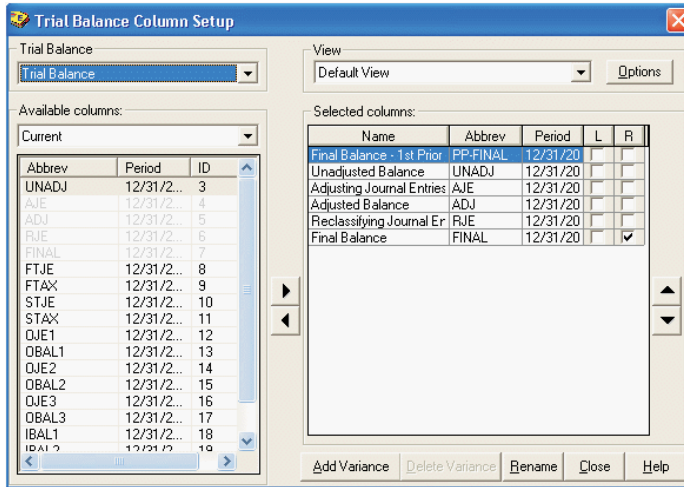 Trial Balance Column Setup
Trial Balance
Trial Balance
View
Default View
Options
Available columns:
Current
Abbrev Period ID
UNADJ 12/31/2... 3
AJE 12/31/2... 4
ADJ 12/31/2... 5
RJE 12/31/2... 6
FINAL 12/31/2... 7
FTJE 12/31/2... 8
FTAX 12/31/2... 9
STJE 12/31/2... 10
STAX 12/31/2... 11
OJE1 12/31/2... 12
OBAL1 12/31/2... 13
OJE2 12/31/2... 14
OBAL2 12/31/2... 15
OJE3 12/31/2... 16
OBAL3 12/31/2... 17
IBAL1 12/31/2... 18
IBAL2 12/31/2... 19
Selected columns:
Name Abbrev Period L R
Final Balance - 1st Prior PP-FINAL 12/31/20
Unadjusted Balance UNADJ 12/31/20
Adjusting Journal Entries AJE 12/31/20
Adjusted Balance ADJ 12/31/20
Reclassifying Journal Er RJE 12/31/20
Final Balance FINAL 12/31/20
Add Variance Delete Variance Rename Close Help